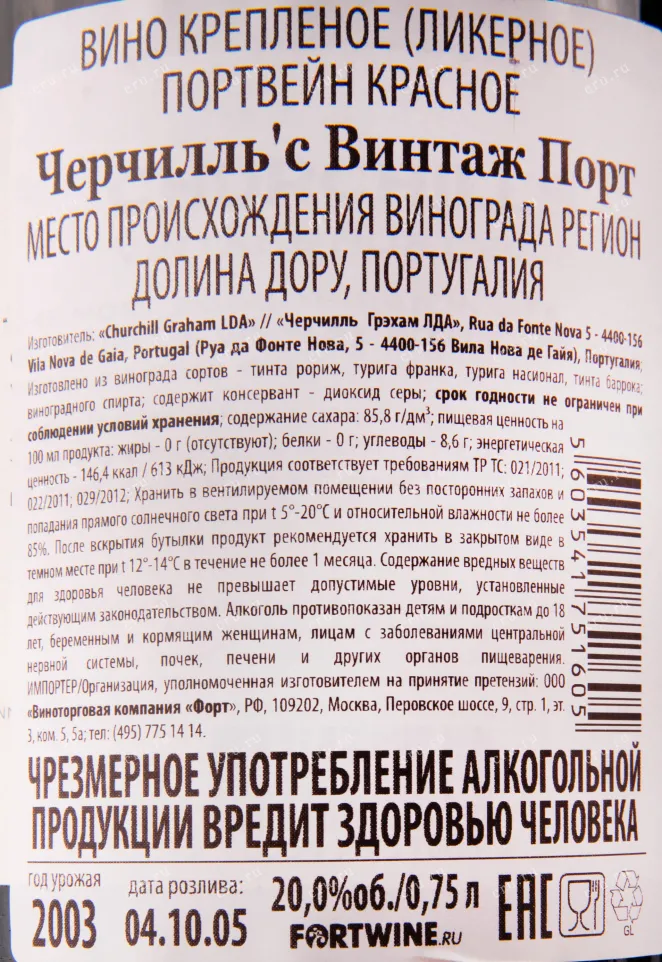 ВИНО КРЕПЛЕНОЕ (ЛИКЕРНОЕ)
ПОРТВЕЙН КРАСНОЕ
Черчилль'с Винтаж Порт
МЕСТО ПРОИСХОЖДЕНИЯ ВИНОГРАДА РЕГИОН
ДОЛИНА ДОРУ, ПОРТУГАЛИЯ
Изготовитель: «Churchill Graham LDA» // «Черчилль Грэхам ЛДА», Rua da Fonte Nova 5 - 4400-156
Vila Nova de Gaia, Portugal (Руа да Фонте Нова, 5 - 4400-156 Вила Нова де Гайя), Португалия;
Изготовлено из винограда сортов - тинта рориж, турига франка, турига насионал, тинта баррока;
виноградного спирта; содержит консервант - диоксид серы; срок годности не ограничен при
соблюдении условий хранения; содержание сахара: 85,8 г/дм³; пищевая ценность на
100 мл продукта: жиры - 0 г (отсутствуют); белки - 0 г; углеводы - 8,6 г; энергетическая
ценность - 146,4 ккал / 613 кДж; Продукция соответствует требованиям ТР ТС: 021/2011;
022/2011; 029/2012; Хранить в вентилируемом помещении без посторонних запахов и
попадания прямого солнечного света при t 5°-20°С и относительной влажности не более
85%. После вскрытия бутылки продукт рекомендуется хранить в закрытом виде в
темном месте при t 12°-14°С в течение не более 1 месяца. Содержание вредных веществ
для здоровья человека не превышает допустимые уровни, установленные
действующим законодательством. Алкоголь противопоказан детям и подросткам до 18
лет, беременным и кормящим женщинам, лицам с заболеваниями центральной
нервной системы, почек, печени и других органов пищеварения.
ИМПОРТЕР/Организация, уполномоченная изготовителем на принятие претензий: ООО
«Виноторговая компания «Форт», РФ, 109202, Москва, Перовское шоссе, 9, стр. 1, эт.
3, ком. 5, 5а; тел: (495) 775 14 14.
5 603541 751605
ЧРЕЗМЕРНОЕ УПОТРЕБЛЕНИЕ АЛКОГОЛЬНОЙ
ПРОДУКЦИИ ВРЕДИТ ЗДОРОВЬЮ ЧЕЛОВЕКА
год урожая
2003
дата розлива:
04.10.05
20,0%об./0,75 л
FORTWINE.RU
EAC
GL